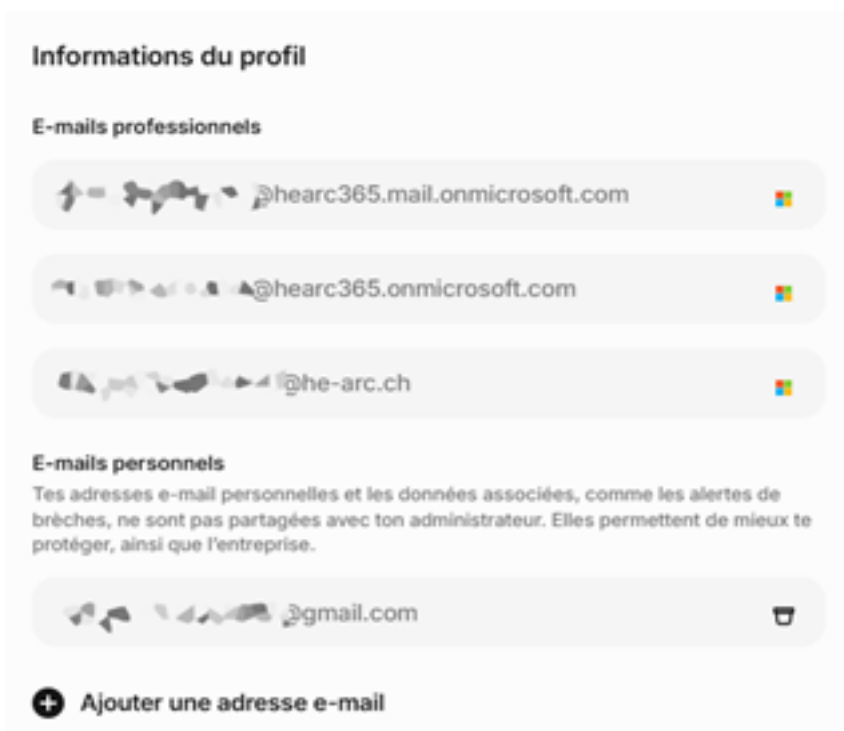 Informations du profil
E-mails professionnels
@hearc365.mail.onmicrosoft.com
@hearc365.onmicrosoft.com
@he-arc.ch
E-mails personnels
Tes adresses e-mail personnelles et les données associées, comme les alertes de
brèches, ne sont pas partagées avec ton administrateur. Elles permettent de mieux te
protéger, ainsi que l'entreprise.
@gmail.com
Ajouter une adresse e-mail